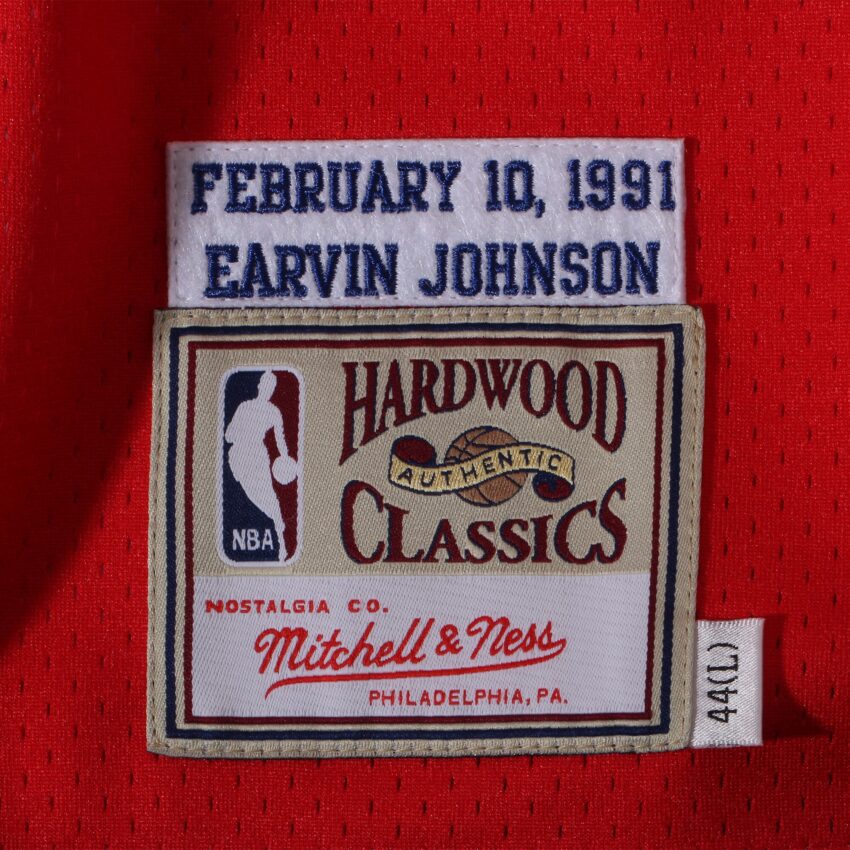 FEBRUARY 10, 1991
EARVIN JOHNSON
HARDWOOD
AUTHENTIC
CLASSICS
NBA
NOSTALGIA CO.
Mitchell & Ness
PHILADELPHIA, PA.
44(L)